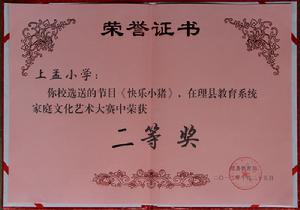 荣誉证书
上孟小学：
你校选送的节目《快乐小猪》，在理县教育系统
家庭文化艺术大赛中荣获
二等奖